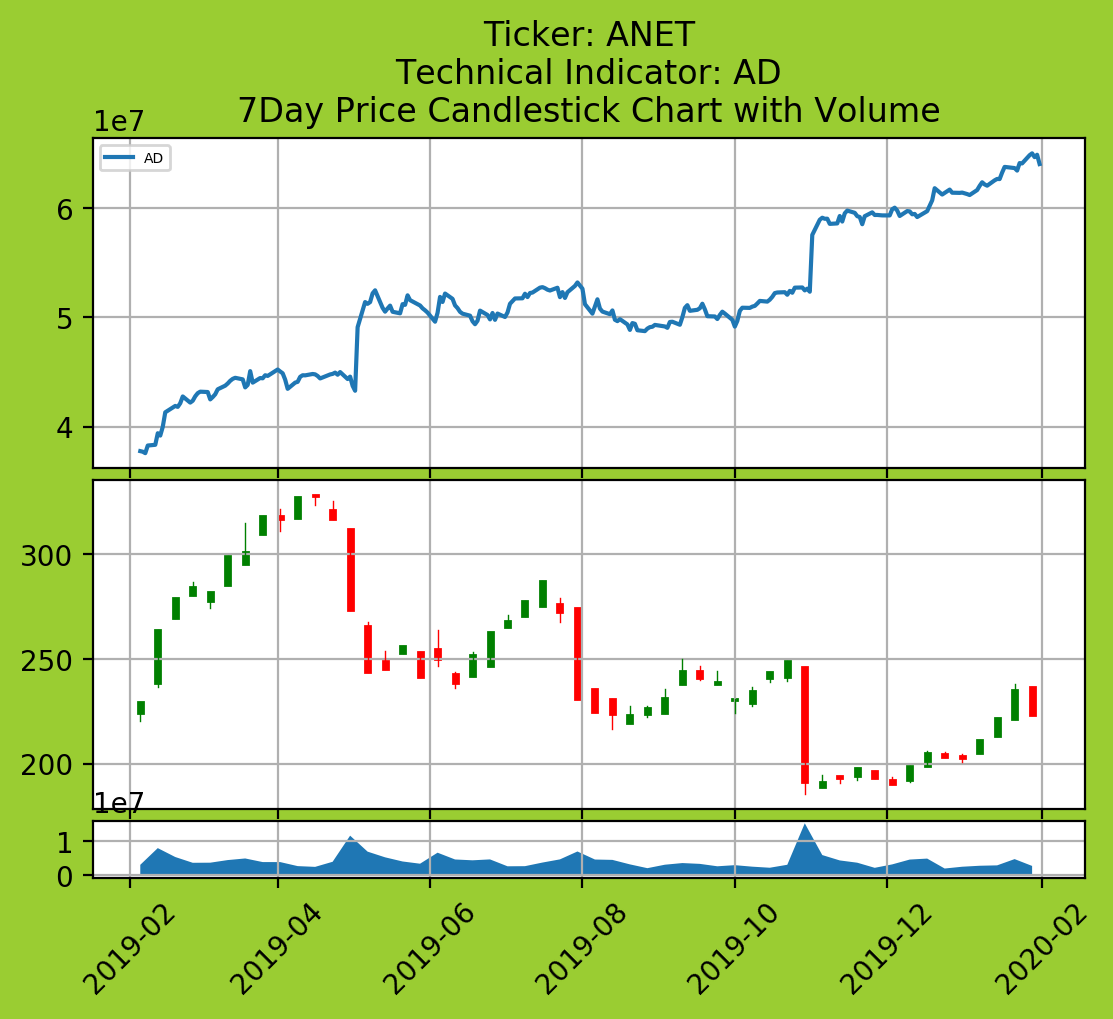 Ticker: ANET
Technical Indicator: AD
7Day Price Candlestick Chart with Volume
1e7
AD
6
5
4
300
250
200
1e7
1
0
2019-02
2019-04
2019-06
2019-08
2019-10
2019-12
2020-02